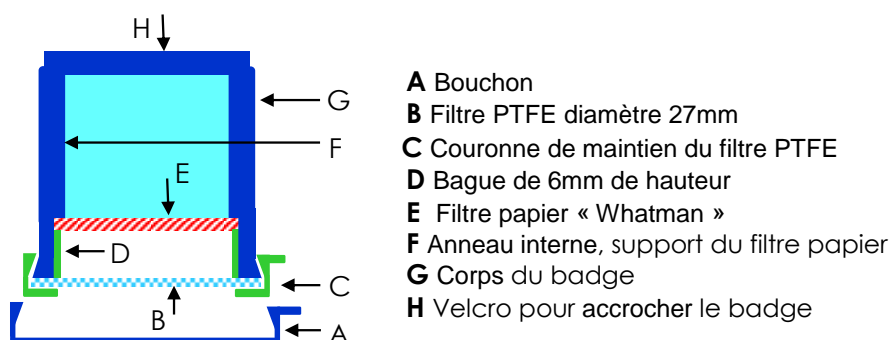 H
G
F
E
D
C
B
A
A Bouchon
B Filtre PTFE diamètre 27mm
C Couronne de maintien du filtre PTFE
D Bague de 6mm de hauteur
E Filtre papier « Whatman »
F Anneau interne, support du filtre papier
G Corps du badge
H Velcro pour accrocher le badge